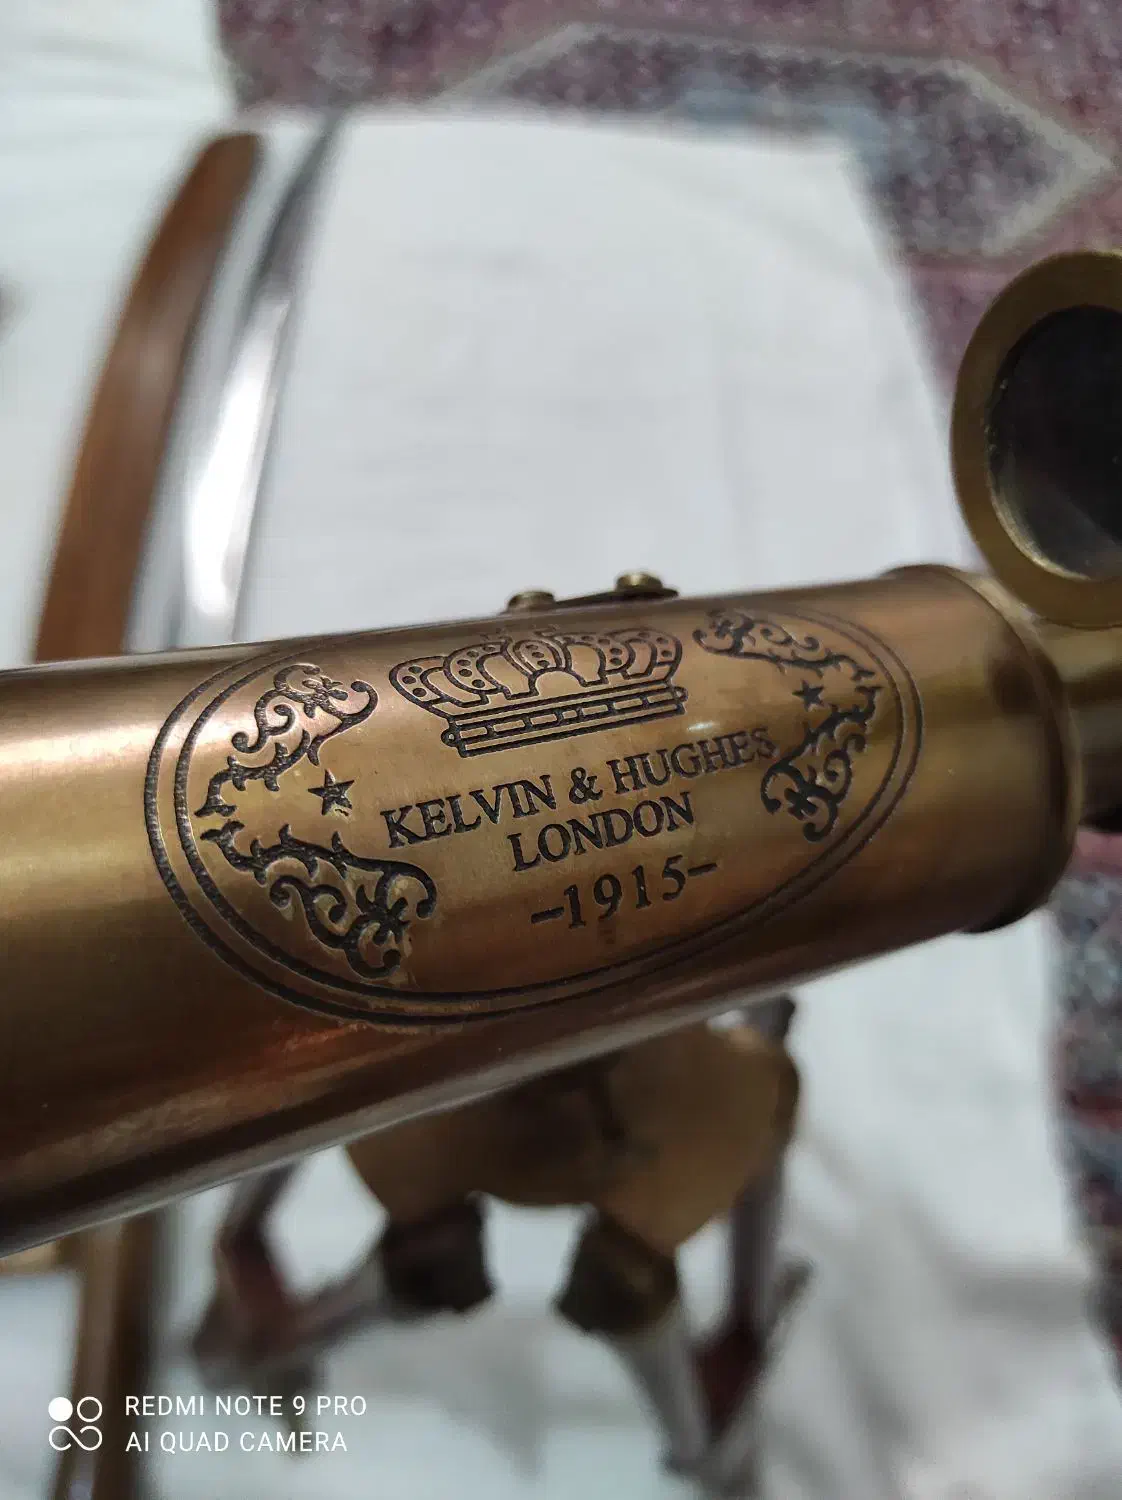 KELVIN & HUGHES
LONDON
-1915-
REDMI NOTE 9 PRO
AI QUAD CAMERA